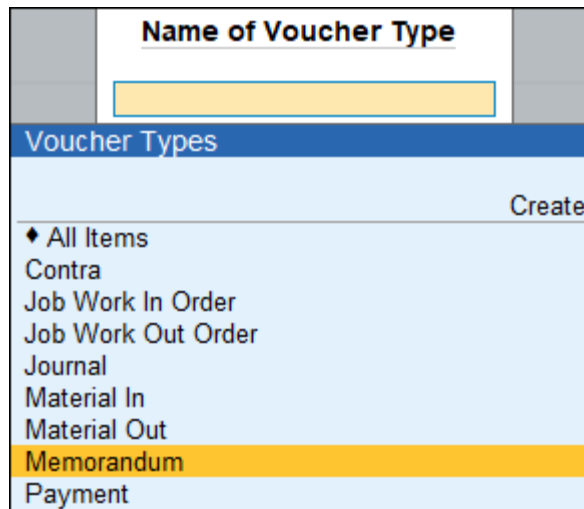 Name of Voucher Type
Voucher Types
Create
♦ All Items
Contra
Job Work In Order
Job Work Out Order
Journal
Material In
Material Out
Memorandum
Payment